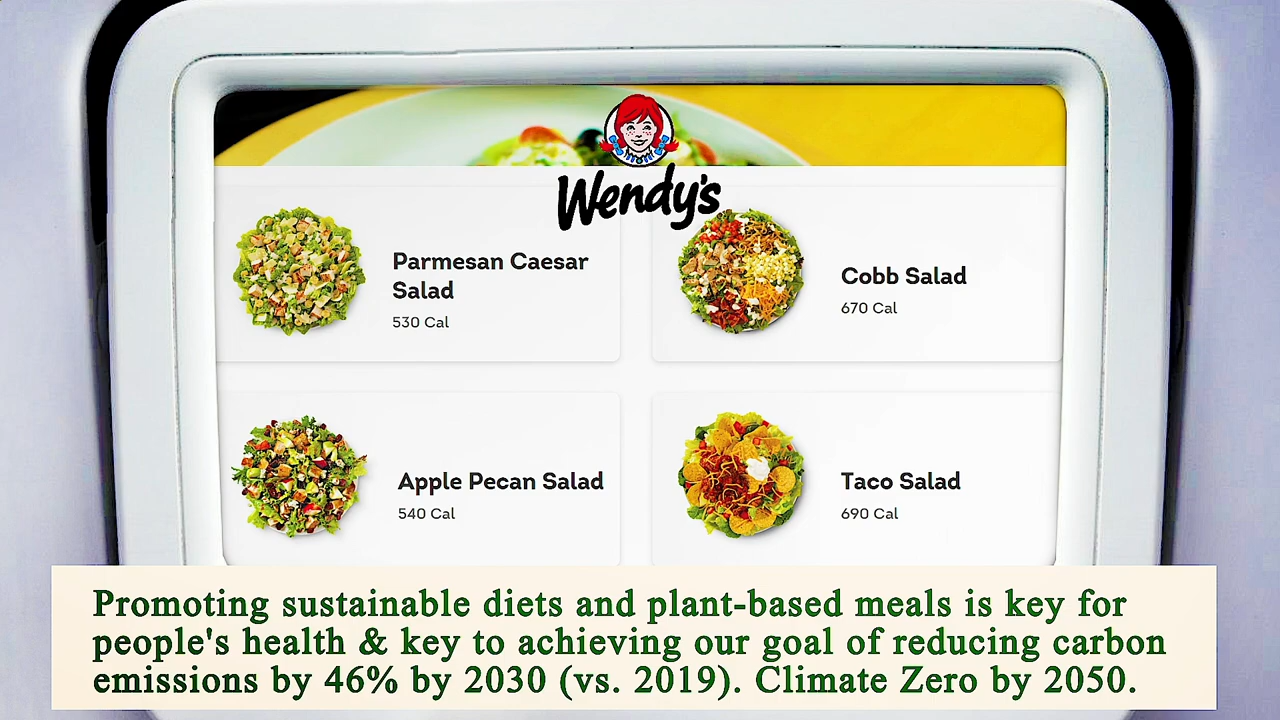 Wendy's
Parmesan Caesar
Salad
530 Cal
Cobb Salad
670 Cal
Apple Pecan Salad
540 Cal
Taco Salad
690 Cal
Promoting sustainable diets and plant-based meals is key for
people's health & key to achieving our goal of reducing carbon
emissions by 46% by 2030 (vs. 2019). Climate Zero by 2050.